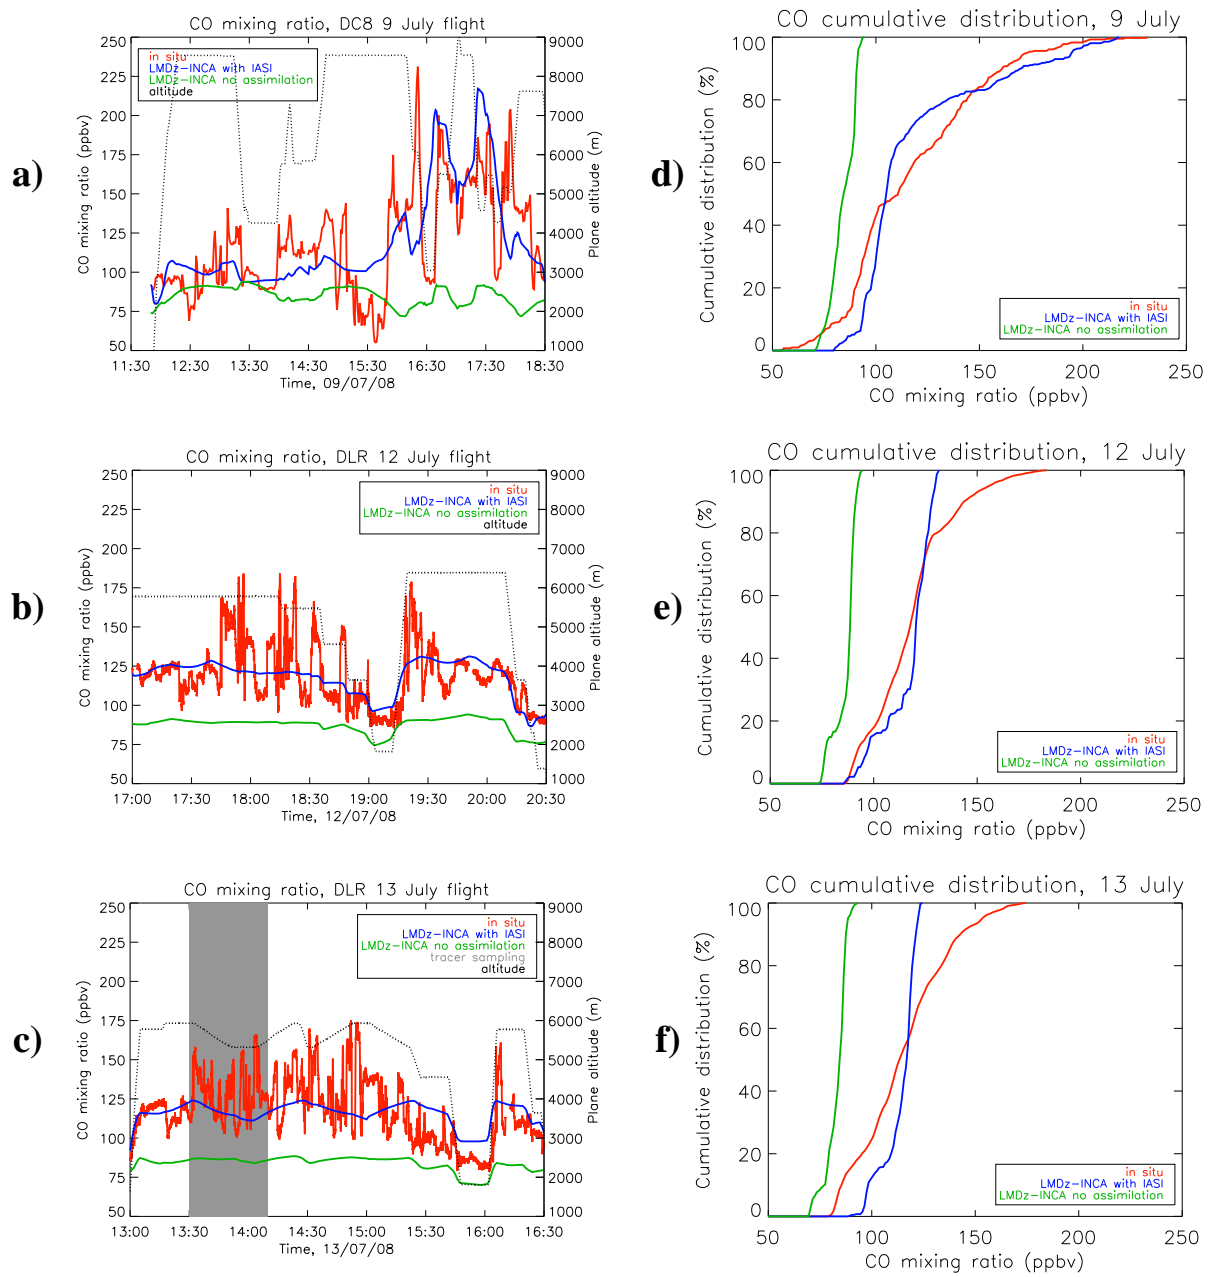 a)
CO mixing ratio, DC8 9 July flight
in situ
LMDz-INCA with IASI
LMDz-INCA no assimilation
altitude
CO mixing ratio (ppbv)
250
225
200
175
150
125
100
75
50
9000
8000
7000
6000
5000
4000
3000
2000
1000
Plane altitude (m)
11:30 12:30 13:30 14:30 15:30 16:30 17:30 18:30
Time, 09/07/08
d)
CO cumulative distribution, 9 July
Cumulative distribution (%)
100
80
60
40
20
0
in situ
LMDz-INCA with IASI
LMDz-INCA no assimilation
50 100 150 200 250
CO mixing ratio (ppbv)
b)
CO mixing ratio, DLR 12 July flight
in situ
LMDz-INCA with IASI
LMDz-INCA no assimilation
altitude
CO mixing ratio (ppbv)
250
225
200
175
150
125
100
75
50
9000
8000
7000
6000
5000
4000
3000
2000
1000
Plane altitude (m)
17:00 17:30 18:00 18:30 19:00 19:30 20:00 20:30
Time, 12/07/08
e)
CO cumulative distribution, 12 July
Cumulative distribution (%)
100
80
60
40
20
0
in situ
LMDz-INCA with IASI
LMDz-INCA no assimilation
50 100 150 200 250
CO mixing ratio (ppbv)
c)
CO mixing ratio, DLR 13 July flight
in situ
LMDz-INCA with IASI
LMDz-INCA no assimilation
tracer sampling
altitude
CO mixing ratio (ppbv)
250
225
200
175
150
125
100
75
50
9000
8000
7000
6000
5000
4000
3000
2000
1000
Plane altitude (m)
13:00 13:30 14:00 14:30 15:00 15:30 16:00 16:30
Time, 13/07/08
f)
CO cumulative distribution, 13 July
Cumulative distribution (%)
100
80
60
40
20
0
in situ
LMDz-INCA with IASI
LMDz-INCA no assimilation
50 100 150 200 250
CO mixing ratio (ppbv)